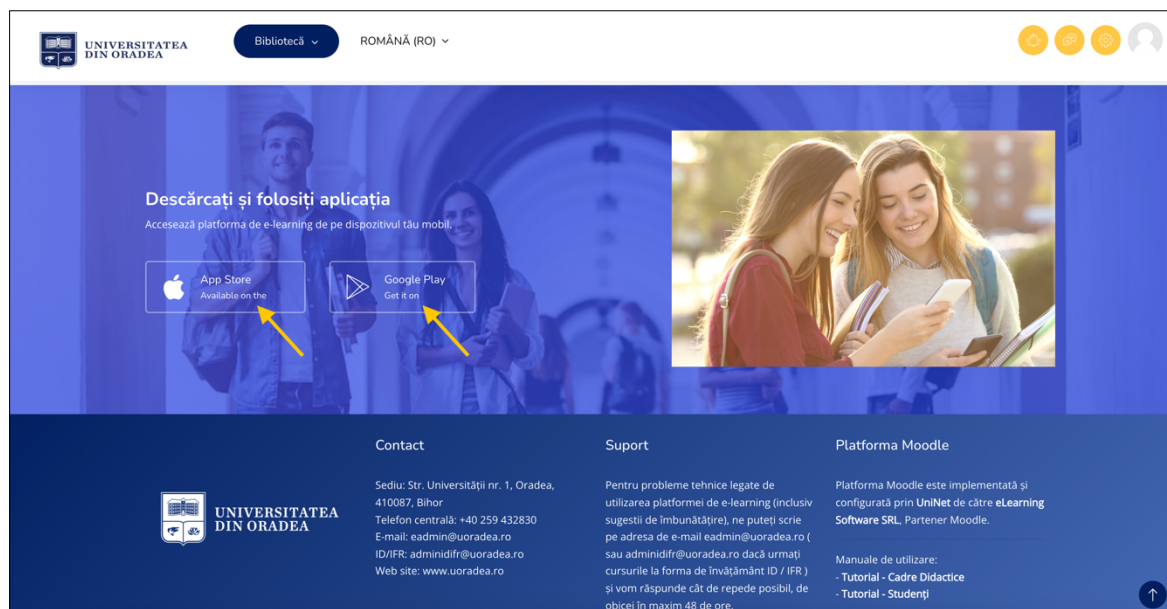 UNIVERSITATEA
DIN ORADEA
Bibliotecă
ROMÂNĂ (RO)
Descărcați și folosiți aplicația
Accesează platforma de e-learning de pe dispozitivul tău mobil.
App Store
Available on the
Google Play
Get it on
UNIVERSITATEA
DIN ORADEA
Contact
Sediu: Str. Universității nr. 1, Oradea,
410087, Bihor
Telefon centrală: +40 259 432830
E-mail: eadmin@uoradea.ro
ID/IFR: adminidifr@uoradea.ro
Web site: www.uoradea.ro
Suport
Pentru probleme tehnice legate de
utilizarea platformei de e-learning (inclusiv
sugestii de îmbunătățire), ne puteți scrie
pe adresa de e-mail eadmin@uoradea.ro (
sau adminidifr@uoradea.ro dacă urmați
cursurile la forma de învățământ ID / IFR )
și vom răspunde cât de repede posibil, de
obicei în maxim 48 de ore.
Platforma Moodle
Platforma Moodle este implementată și
configurată prin UniNet de către eLearning
Software SRL, Partener Moodle.
Manuale de utilizare:
- Tutorial - Cadre Didactice
- Tutorial - Studenți